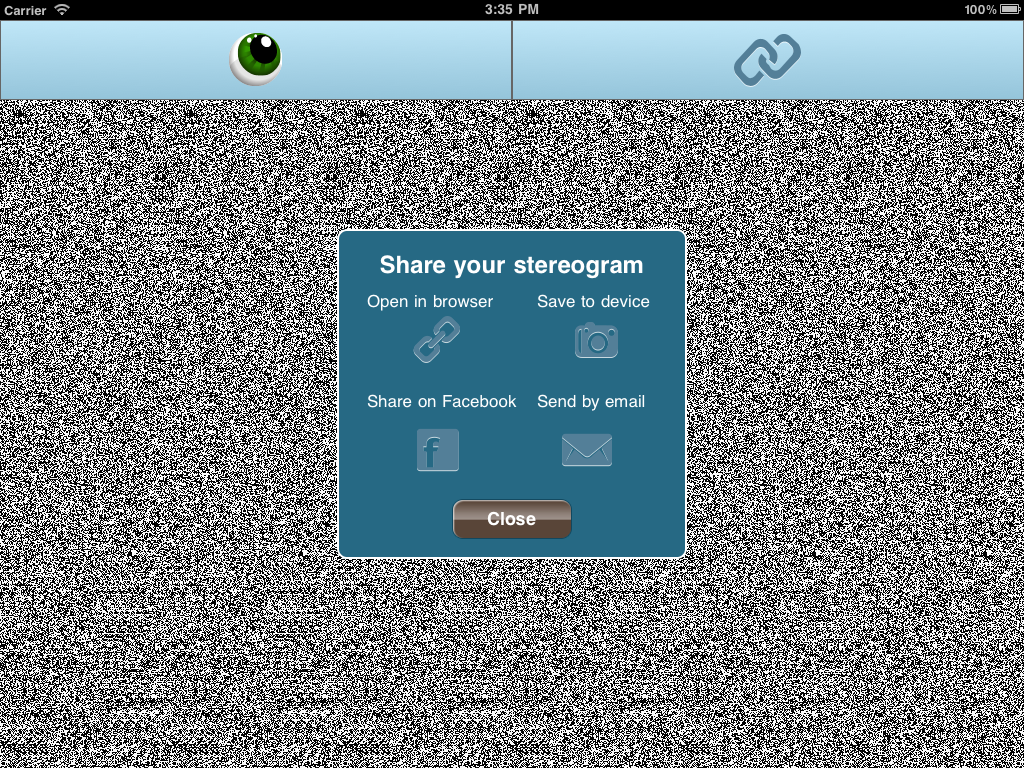 Carrier 3:35 PM 100%
Share your stereogram
Open in browser Save to device
Share on Facebook Send by email
f
Close